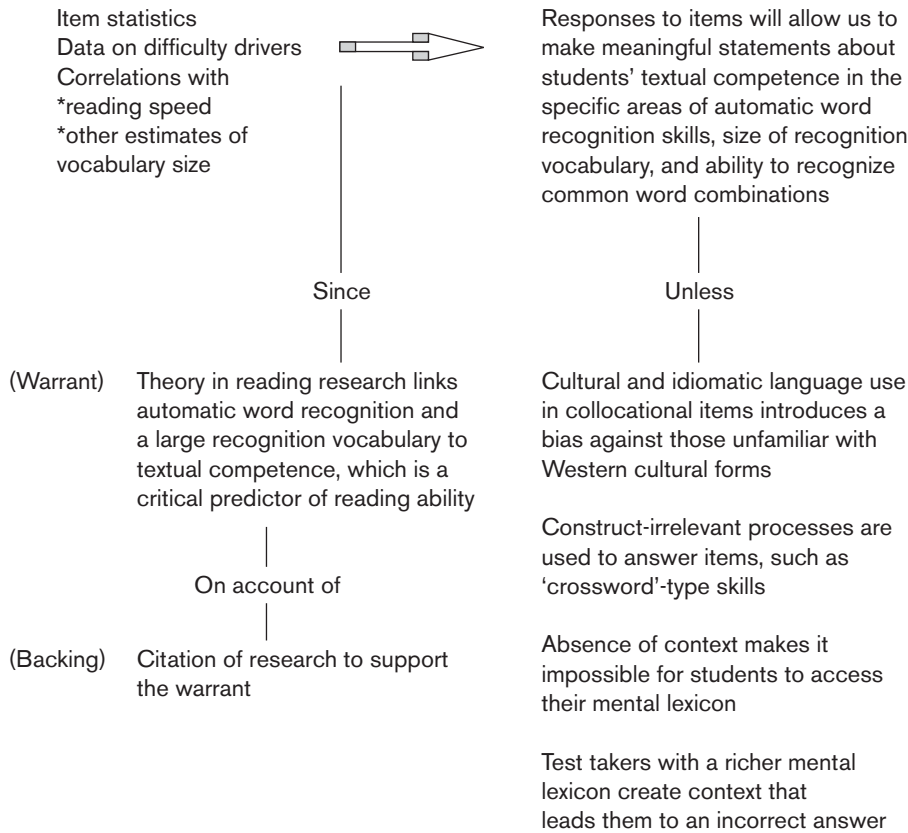 Item statistics
Data on difficulty drivers
Correlations with
*reading speed
*other estimates of
vocabulary size
Responses to items will allow us to
make meaningful statements about
students’ textual competence in the
specific areas of automatic word
recognition skills, size of recognition
vocabulary, and ability to recognize
common word combinations
Since
Unless
(Warrant) Theory in reading research links
automatic word recognition and
a large recognition vocabulary to
textual competence, which is a
critical predictor of reading ability
On account of
(Backing) Citation of research to support
the warrant
Cultural and idiomatic language use
in collocational items introduces a
bias against those unfamiliar with
Western cultural forms
Construct-irrelevant processes are
used to answer items, such as
‘crossword’-type skills
Absence of context makes it
impossible for students to access
their mental lexicon
Test takers with a richer mental
lexicon create context that
leads them to an incorrect answer